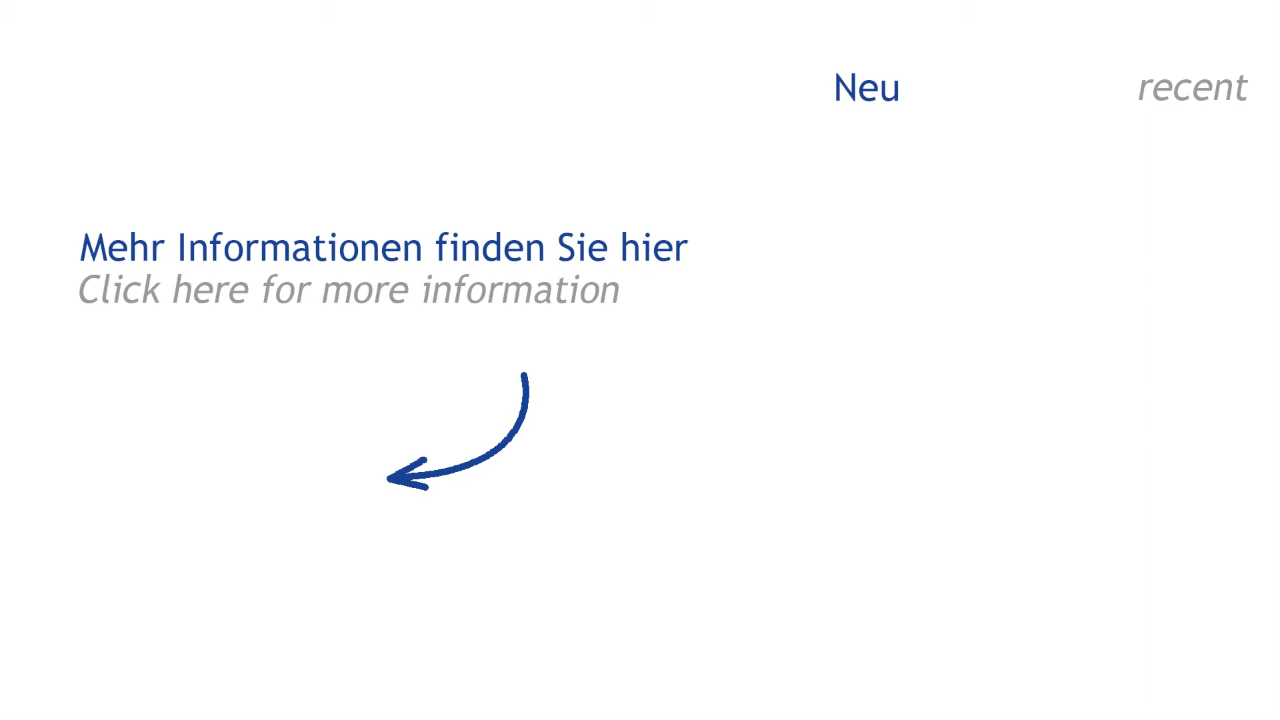 Neu recent
Mehr Informationen finden Sie hier
Click here for more information